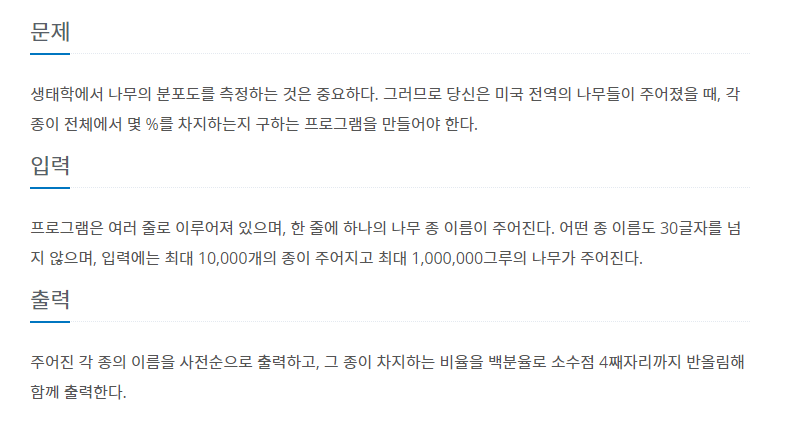 문제
생태학에서 나무의 분포도를 측정하는 것은 중요하다. 그러므로 당신은 미국 전역의 나무들이 주어졌을 때, 각
종이 전체에서 몇 %를 차지하는지 구하는 프로그램을 만들어야 한다.
입력
프로그램은 여러 줄로 이루어져 있으며, 한 줄에 하나의 나무 종 이름이 주어진다. 어떤 종 이름도 30글자를 넘
지 않으며, 입력에는 최대 10,000개의 종이 주어지고 최대 1,000,000그루의 나무가 주어진다.
출력
주어진 각 종의 이름을 사전순으로 출력하고, 그 종이 차지하는 비율을 백분율로 소수점 4째자리까지 반올림해
함께 출력한다.